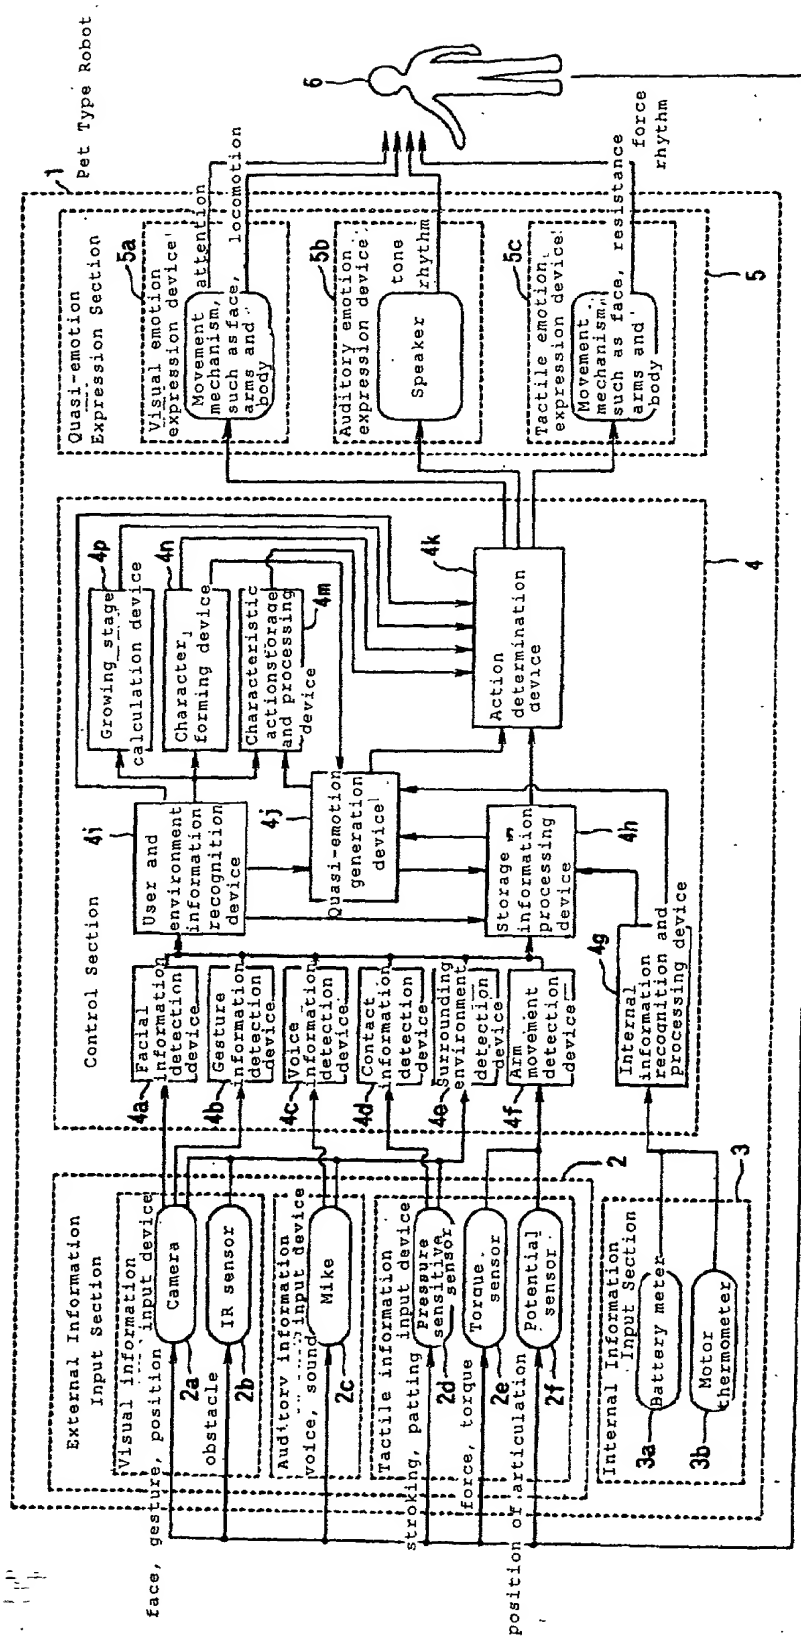 Pet Type Robot
1
External Information
Input Section
Visual information
input device
face, gesture, position
Camera
2a
obstacle
IR sensor
2b
Auditory information
input device
voice, sound
Mike
2c
Tactile information
input device
stroking, patting
Pressure
sensitive
sensor
2d
force, torque
Torque
sensor
2e
position of articulation
Potential
sensor
2f
2
Internal Information
Input Section
3a
Battery meter
3b
Motor
thermometer
3
Control Section
4a
Facial
information
detection
device
4b
Gesture
information
detection
device
4c
Voice
information
detection
device
4d
Contact
information
detection
device
4e
Surrounding
environment
detection
device
4f
Arm
movement
detection
device
4g
Internal
information
recognition and
processing device
4i
User and
environment
information
recognition
device
4j
Quasi-emotion
generation
device
4h
Storage
information
processing
device
4p
Growing stage
calculation device
4n
Character
forming device
4m
Characteristic
action storage
and processing
device
4k
Action
determination
device
4
Quasi-emotion
Expression Section
5a
Visual emotion
expression device
Movement
mechanism,
such as face,
arms and
body
attention
locomotion
5b
Auditory emotion
expression device
Speaker
tone
rhythm
5c
Tactile emotion
expression device
Movement
mechanism,
such as face,
arms and
body
resistance
force
rhythm
5
6